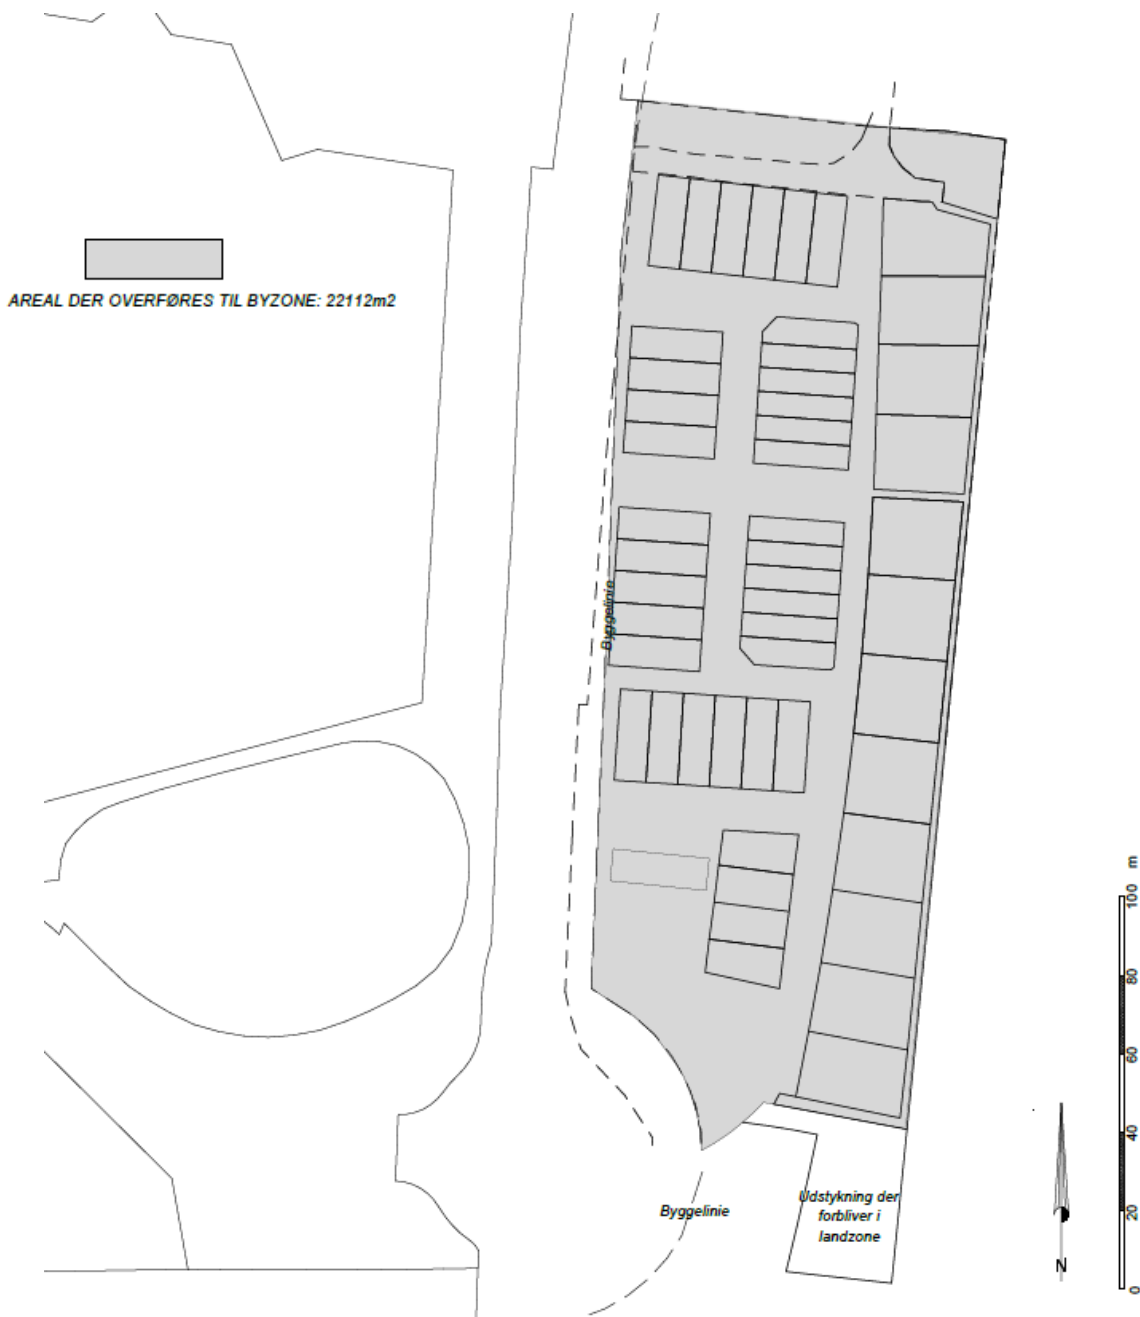 AREAL DER OVERFØRES TIL BYZONE: 22112m2
Byggelinie
Byggelinie
Udstykning der
forbliver i
landzone
N
0
20
40
60
80
100
m